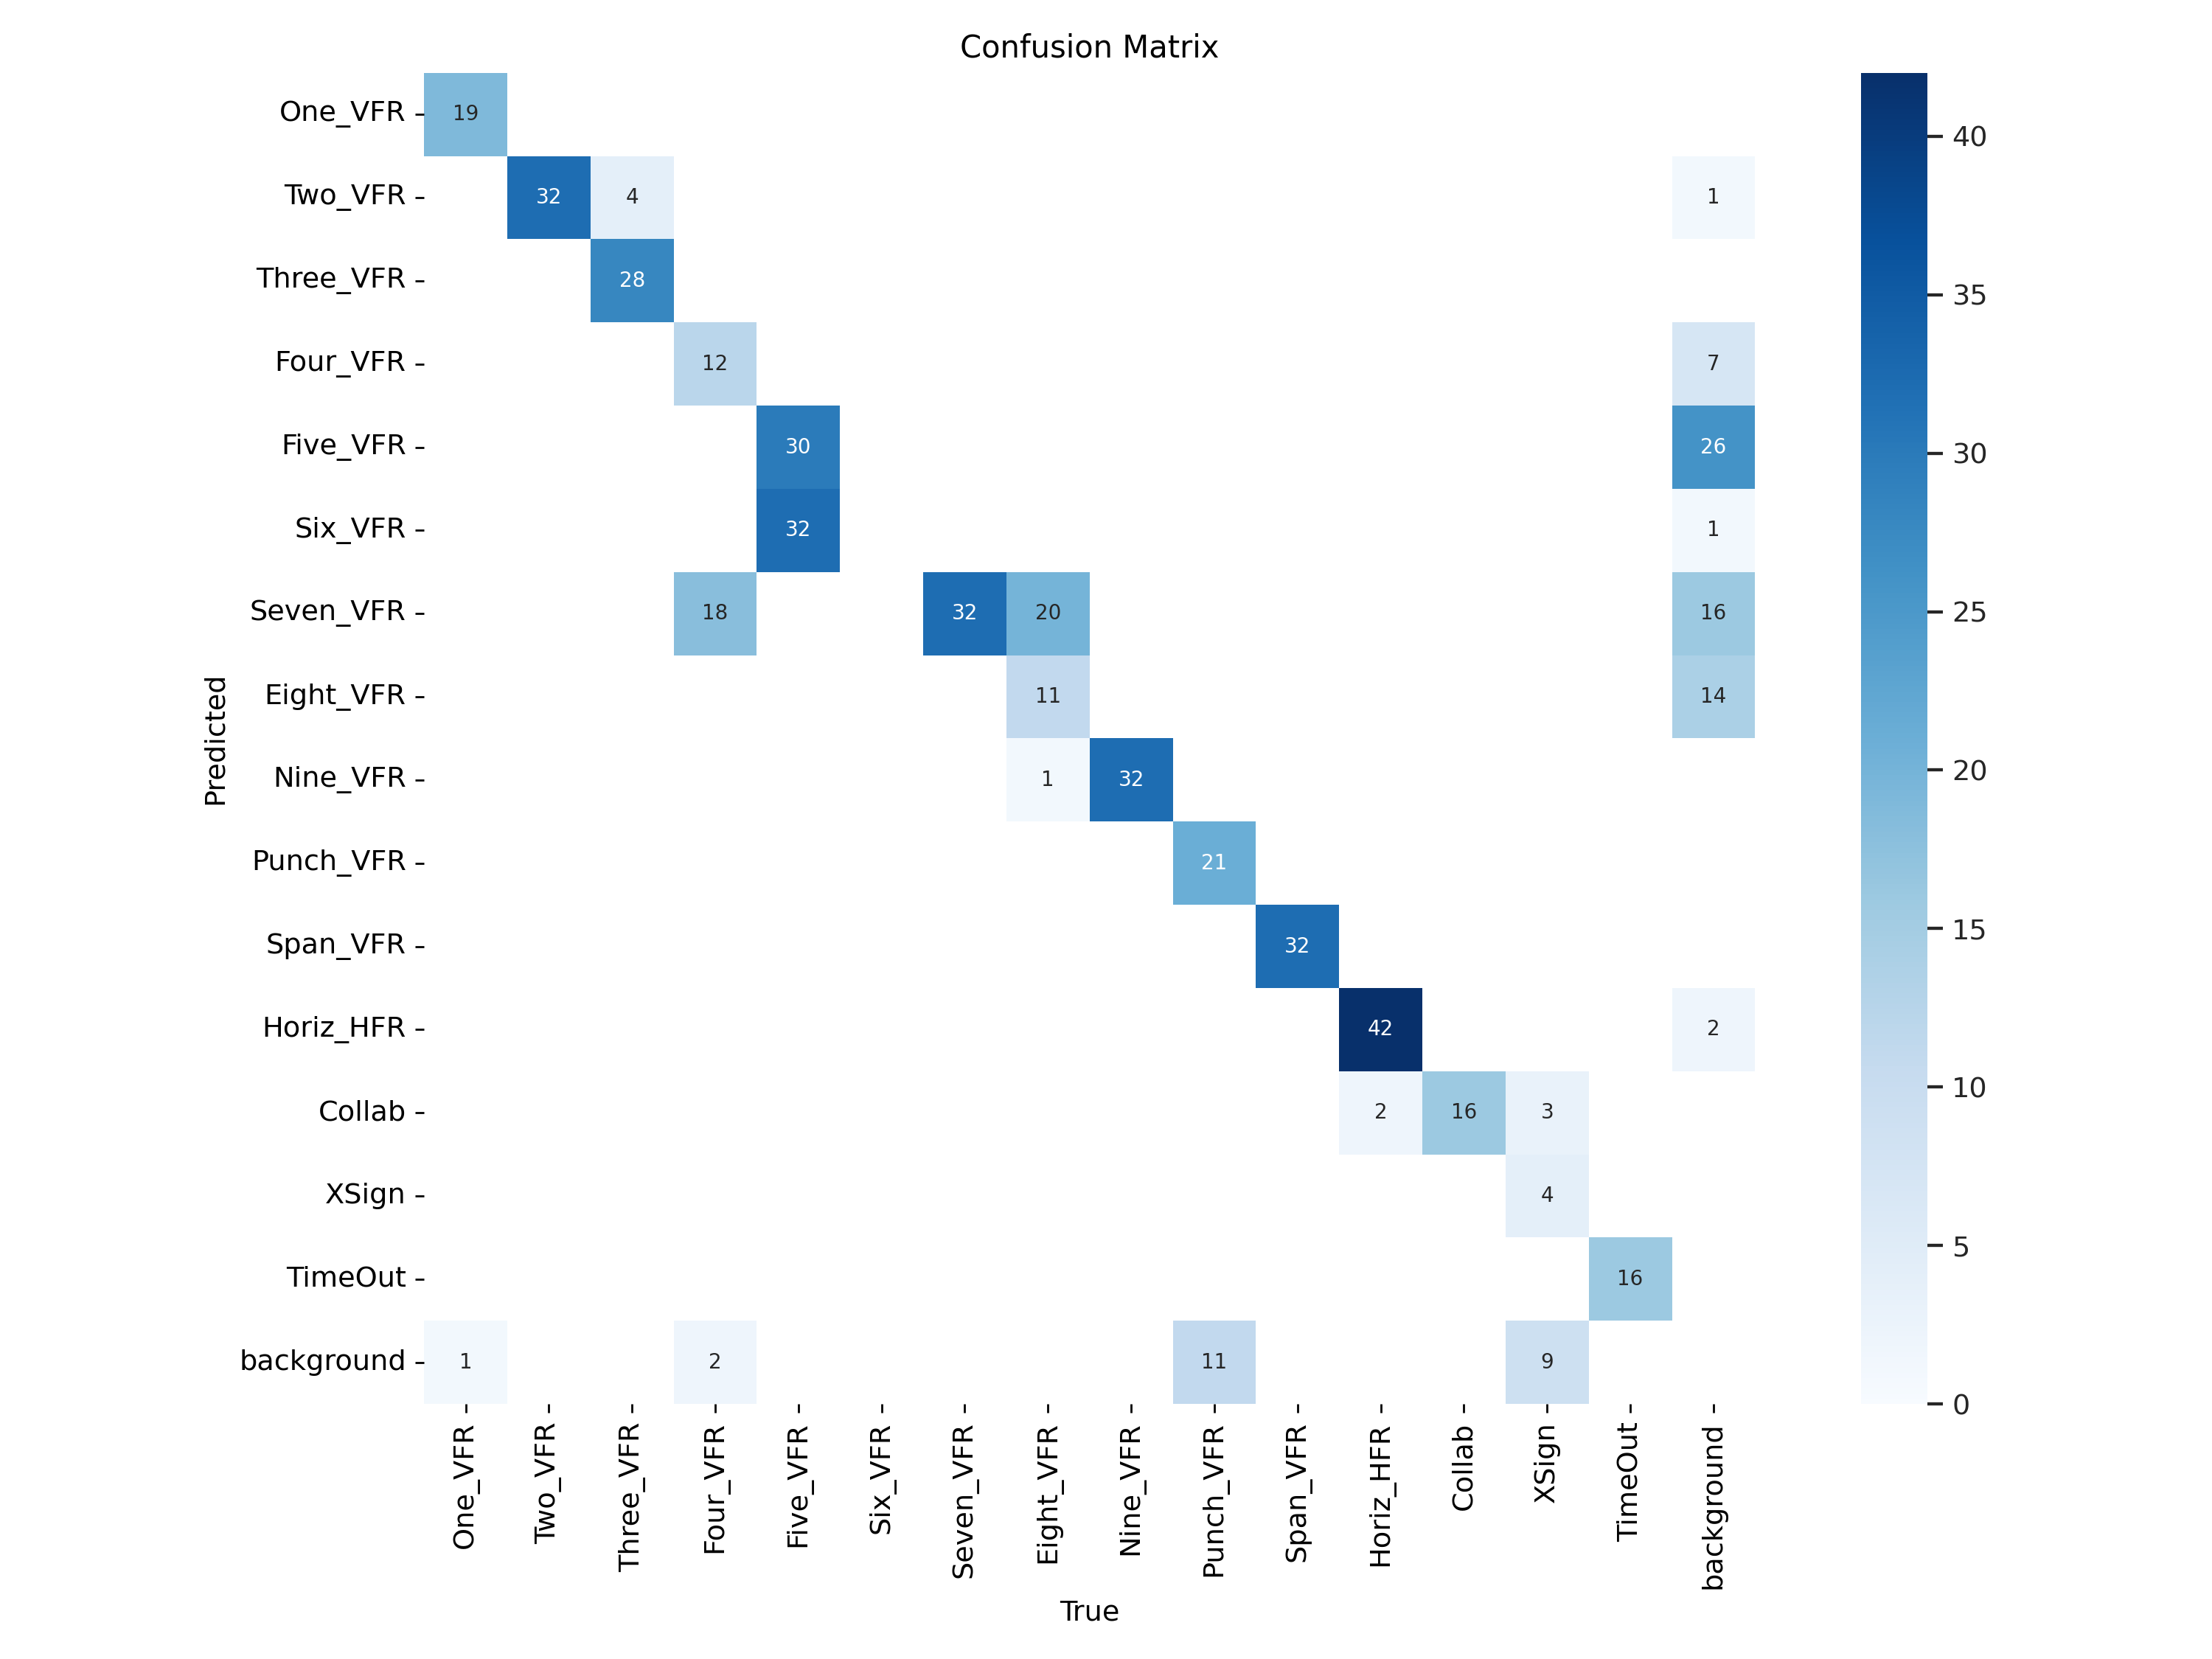 Confusion Matrix
One_VFR 19
Two_VFR 32 4 1
Three_VFR 28
Four_VFR 12 7
Five_VFR 30 26
Six_VFR 32 1
Seven_VFR 18 32 20 16
Eight_VFR 11 14
Nine_VFR 1 32
Punch_VFR 21
Span_VFR 32
Horiz_HFR 42 2
Collab 2 16 3
XSign 4
TimeOut 16
background 1 2 11 9
Predicted
One_VFR
Two_VFR
Three_VFR
Four_VFR
Five_VFR
Six_VFR
Seven_VFR
Eight_VFR
Nine_VFR
Punch_VFR
Span_VFR
Horiz_HFR
Collab
XSign
TimeOut
background
True
40
35
30
25
20
15
10
5
0